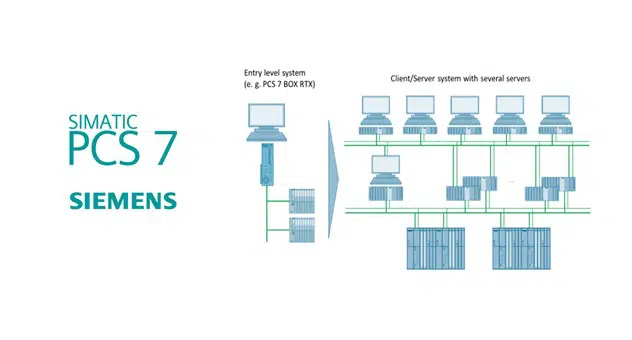 SIMATIC
PCS 7
SIEMENS
Entry level system
(e. g. PCS 7 BOX RTX)
Client/Server system with several servers